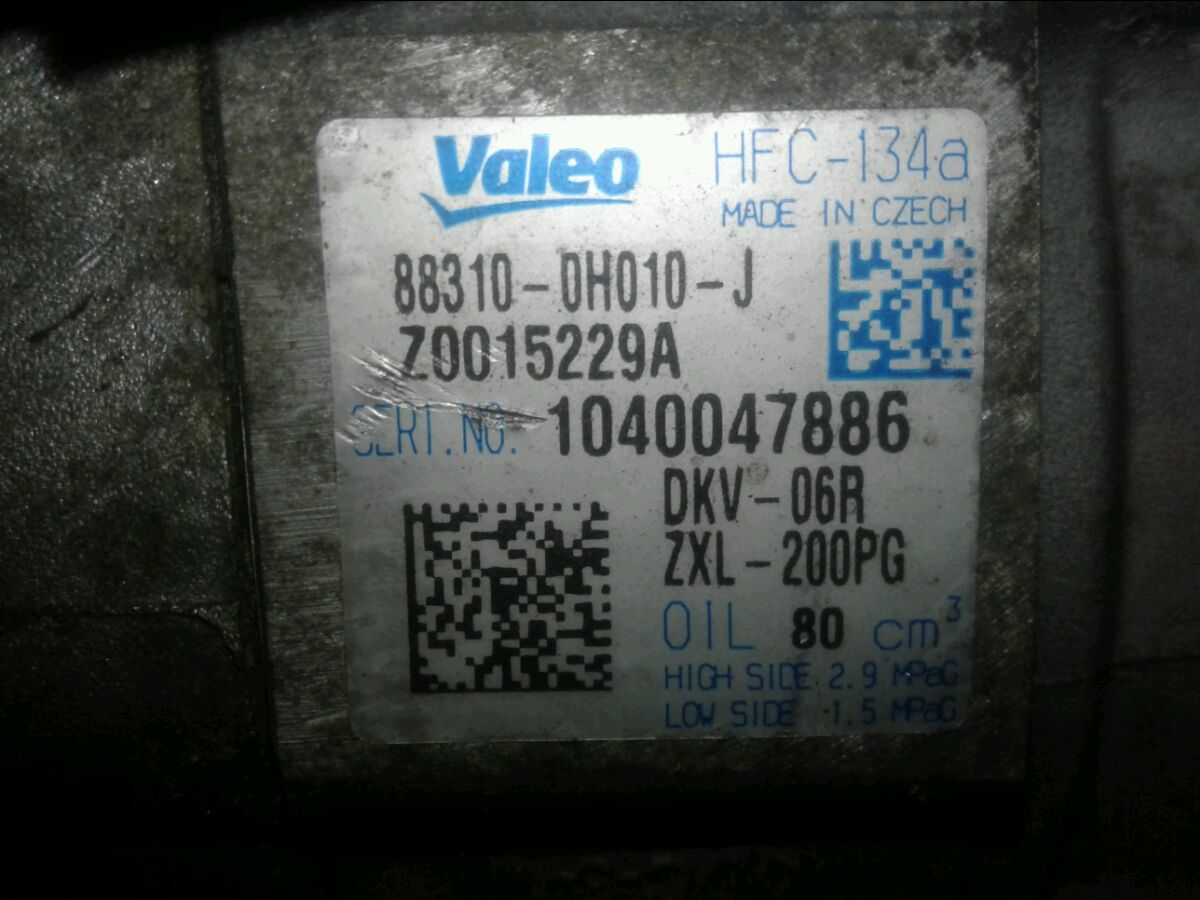 Valeo HFC-134a
MADE IN CZECH
88310-0H010-J
Z0015229A
SERI.NO. 1040047886
DKV-06R
ZXL-200PG
OIL 80 cm³
HIGH SIDE 2.9 MPaG
LOW SIDE 1.5 MPaG